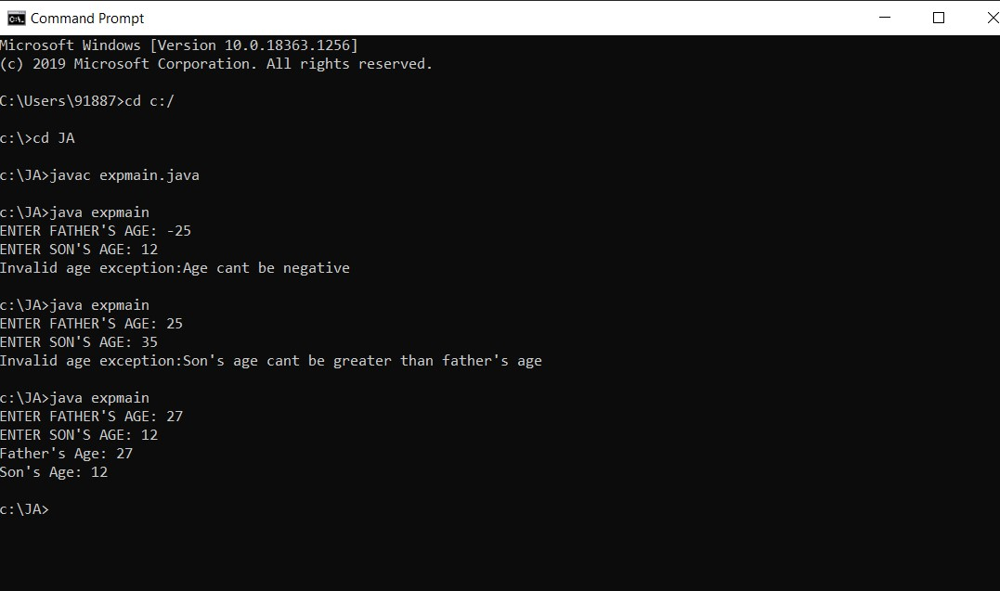 Command Prompt
Microsoft Windows [Version 10.0.18363.1256]
(c) 2019 Microsoft Corporation. All rights reserved.
C:\Users\91887>cd c:/
c:\>cd JA
c:\JA>javac expmain.java
c:\JA>java expmain
ENTER FATHER'S AGE: -25
ENTER SON'S AGE: 12
Invalid age exception:Age cant be negative
c:\JA>java expmain
ENTER FATHER'S AGE: 25
ENTER SON'S AGE: 35
Invalid age exception:Son's age cant be greater than father's age
c:\JA>java expmain
ENTER FATHER'S AGE: 27
ENTER SON'S AGE: 12
Father's Age: 27
Son's Age: 12
c:\JA>